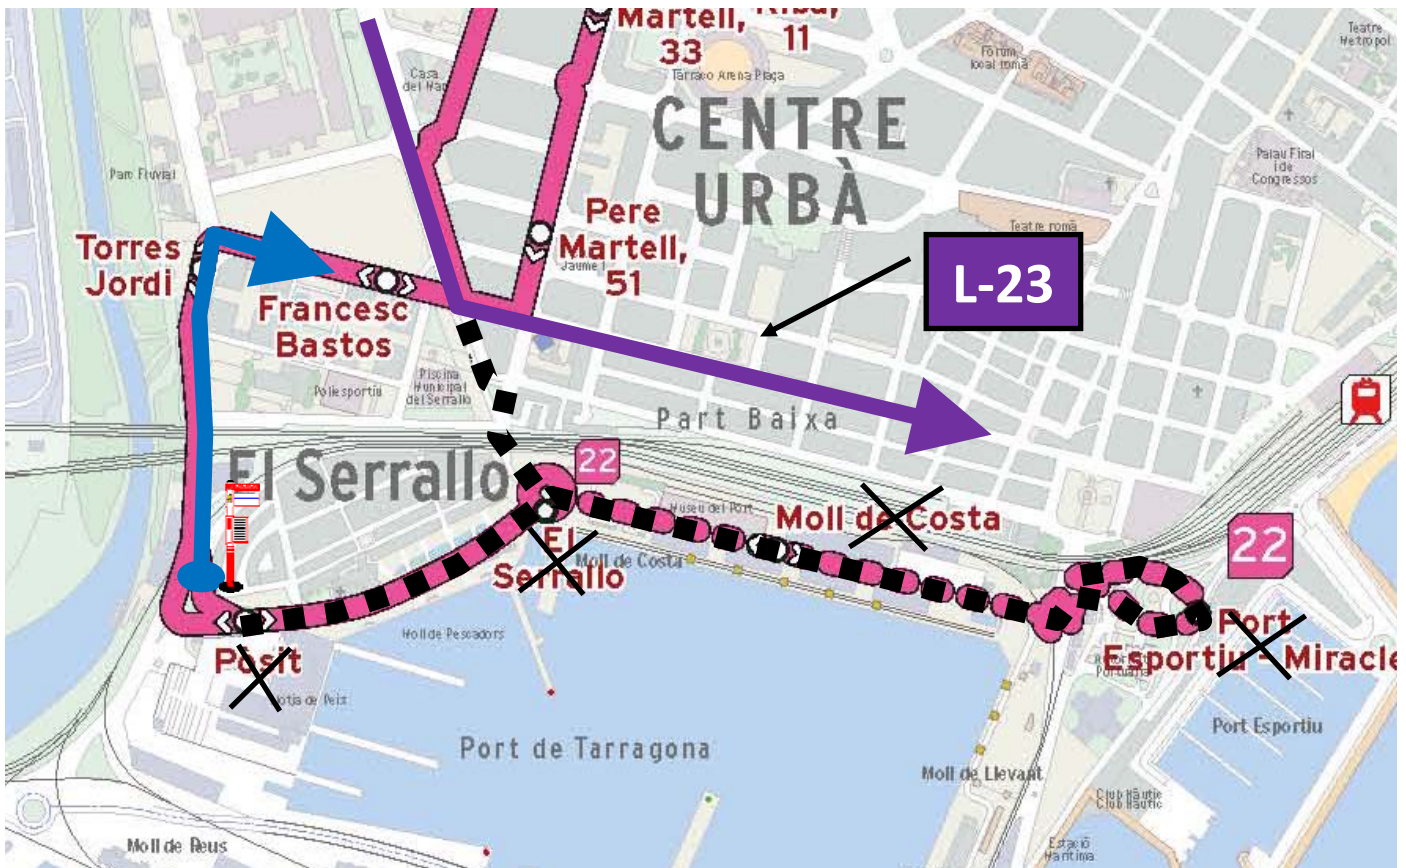 Martell,
33
11
Tarraco Arena Plaça
Fòrum
local romà
Teatre
Metropol
Casa
del Mar
CENTRE
URBÀ
Parc Fluvial
Palau Firal
i de
Congressos
Torres
Jordi
Pere
Martell,
51
Jaume I
Teatre romà
L-23
Francesc
Bastos
Piscina
Municipal
del Serrallo
Poliesportiu
Part Baixa
El Serrallo
22
Museu del Port
Moll de Costa
El
Serrallo
Moll de Costa
22
Port
Esportiu - Miracle
Moll de Pescadors
Pòsit
Llotja de Peix
Port de Tarragona
Port Esportiu
Moll de Llevant
Club Nàutic
Club Nàutic
Moll de Reus
Estació
Marítima